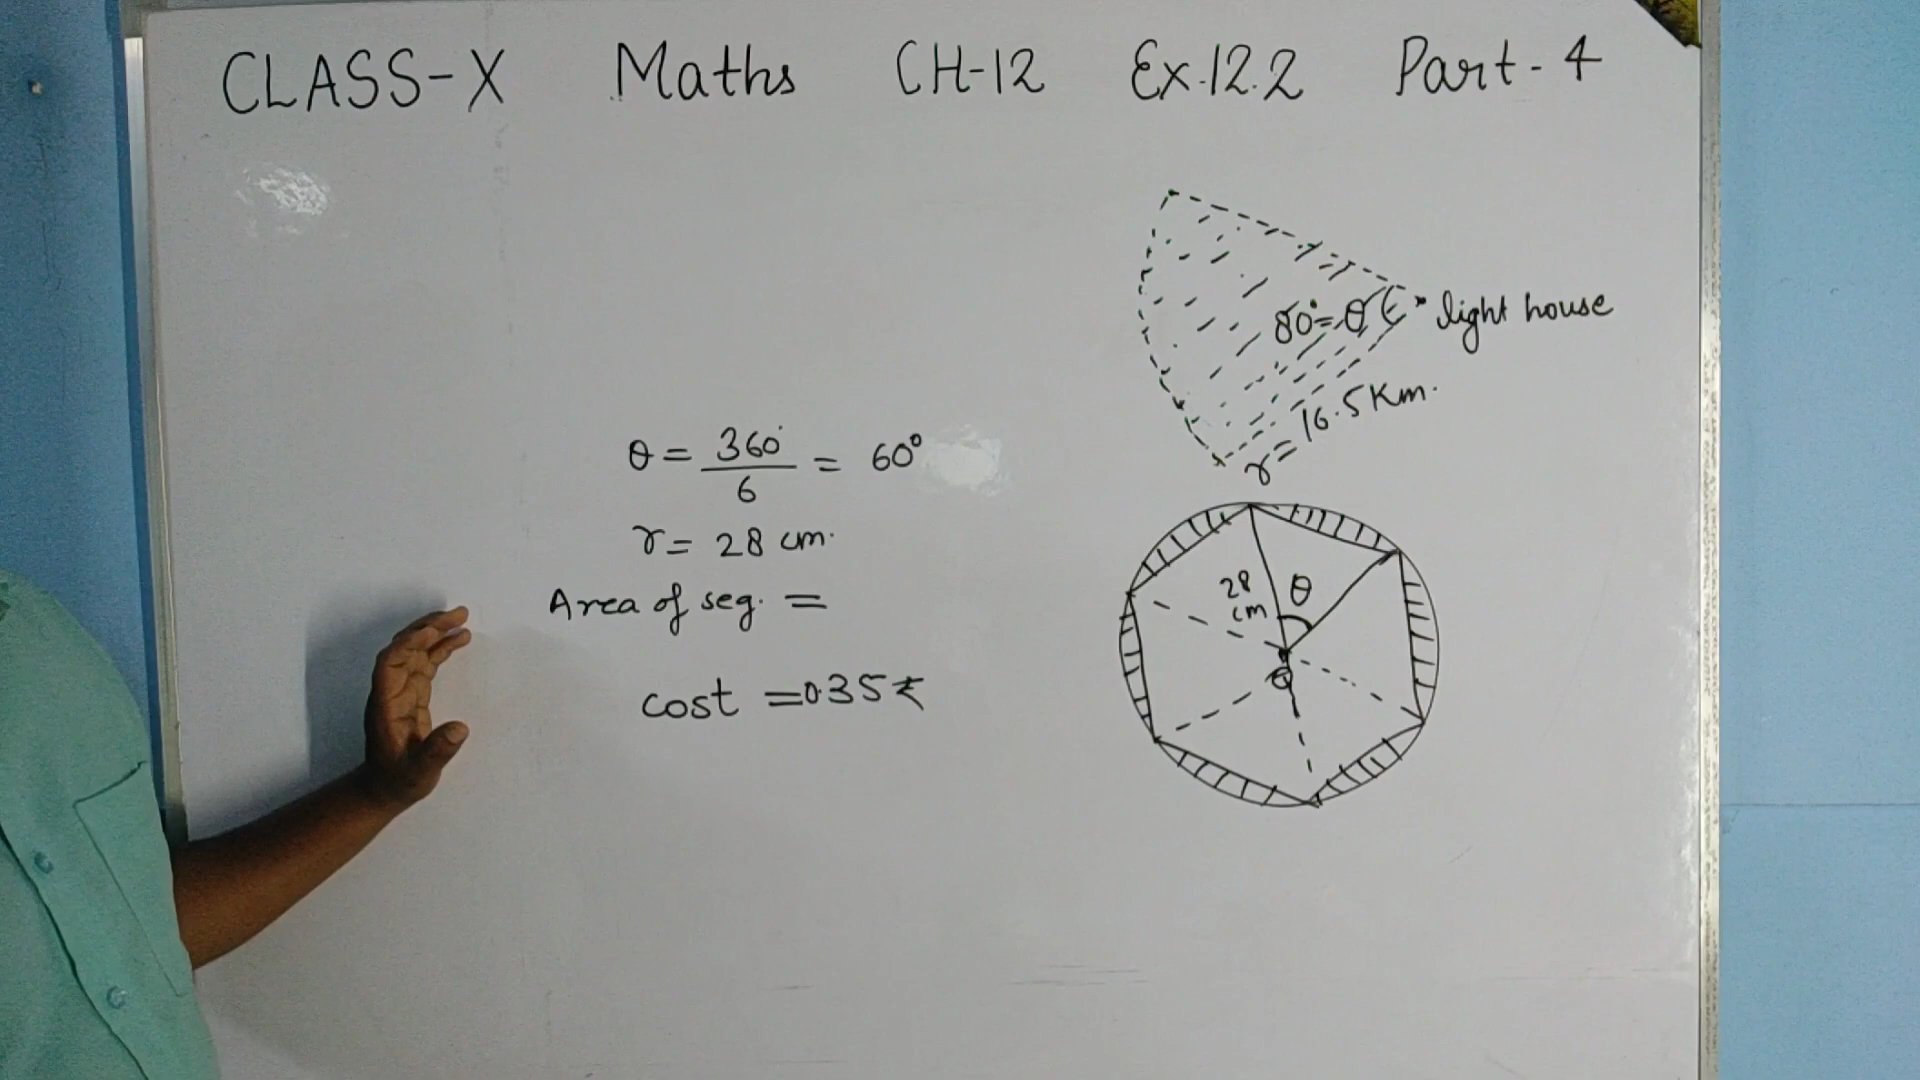 CLASS-X Maths CH-12 Ex.12.2 Part-4
80°=θ light house
r= 16.5 Km.
θ = 360°/6 = 60°
r = 28 cm.
Area of seg. =
cost =0.35₹
28 cm θ
O